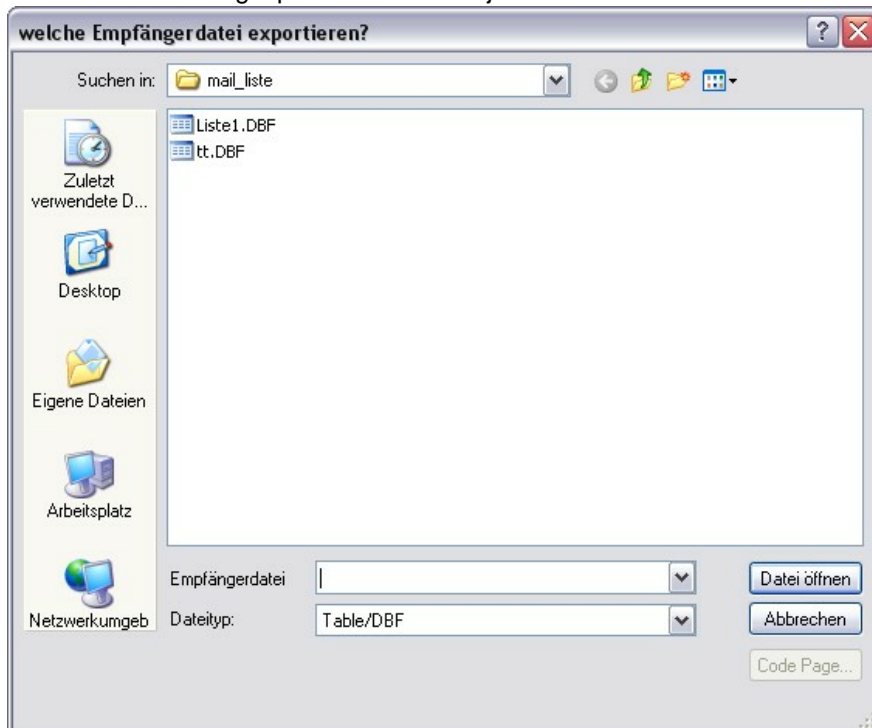 welche Empfängerdatei exportieren?
Suchen in: mail_liste
Liste1.DBF
tt.DBF
Zuletzt
verwendete D...
Desktop
Eigene Dateien
Arbeitsplatz
Netzwerkumgeb
Empfängerdatei
Datei öffnen
Dateityp: Table/DBF
Abbrechen
Code Page...